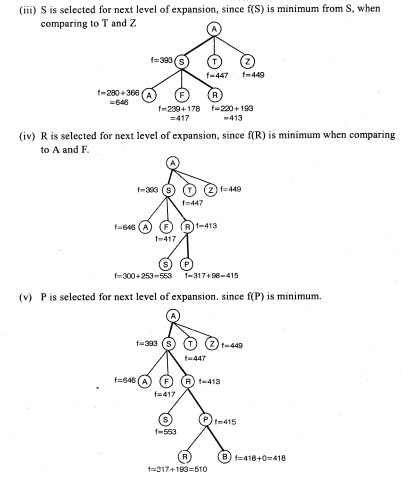 (iii) S is selected for next level of expansion, since f(S) is minimum from S, when
comparing to T and Z
A
f=393 S T Z
f=447 f=449
f=280+366 A F R
=646
f=239+178 f=220+193
=417 =413
(iv) R is selected for next level of expansion, since f(R) is minimum when comparing
to A and F.
A
f=393 S T Z f=449
f=447
f=646 A F R f=413
f=417
S P
f=300+253=553 f=317+98=415
(v) P is selected for next level of expansion. since f(P) is minimum.
A
f=393 S T Z f=449
f=447
f=646 A F R f=413
f=417
S P f=415
f=553
R B f=418+0=418
f=317+193=510